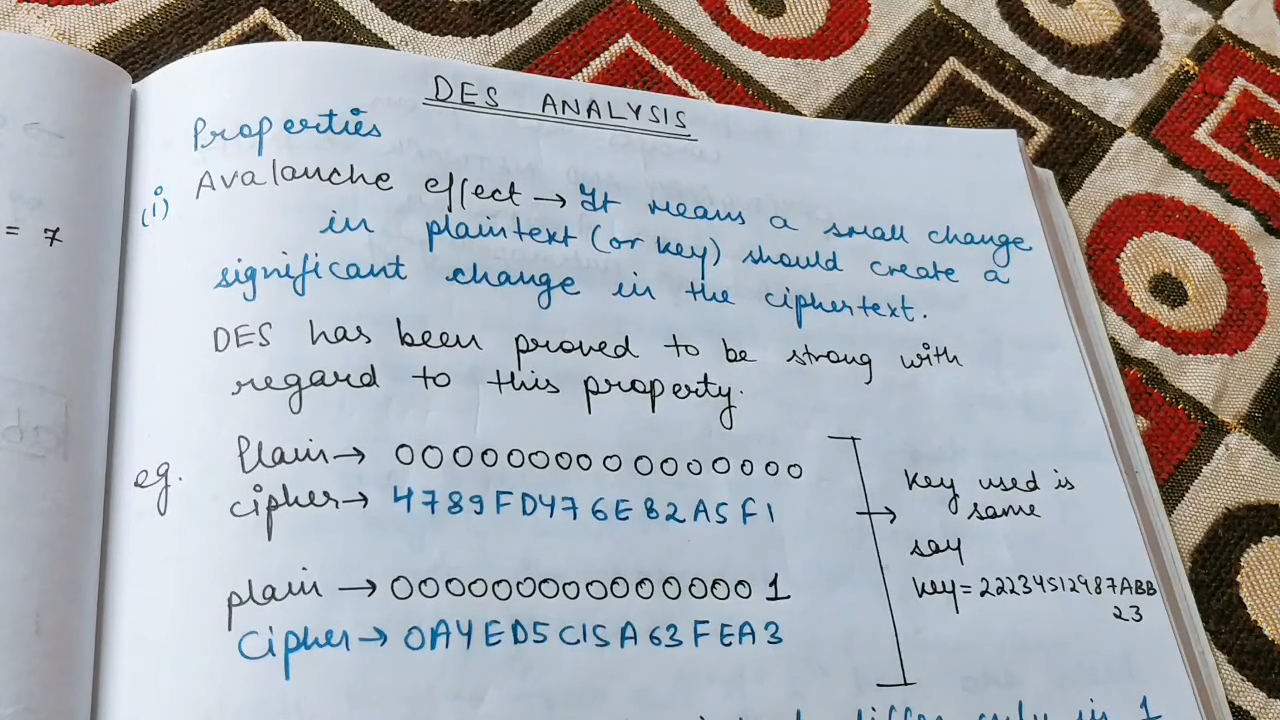 DES ANALYSIS
Properties
= 7
(i) Avalanche effect → It means a small change
in plaintext (or key) should create a
significant change in the ciphertext.
DES has been proved to be strong with
regard to this property.
eg. Plain → 0000000000000000
cipher → 4789FD476E82A5F1
plain → 0000000000000001
Cipher → 0A4ED5C15A63FEA3
key used is
same
say
key = 22234512987ABB
23
differ only in 1